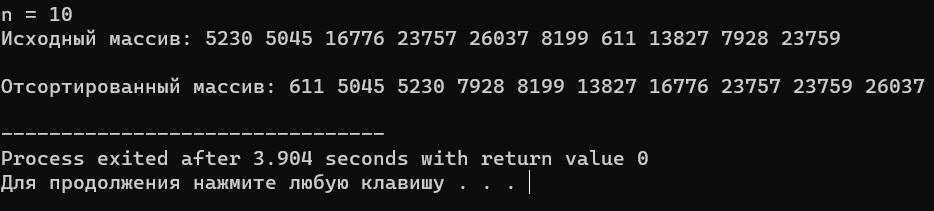 n = 10
Исходный массив: 5230 5045 16776 23757 26037 8199 611 13827 7928 23759
Отсортированный массив: 611 5045 5230 7928 8199 13827 16776 23757 23759 26037
--------------------------------
Process exited after 3.904 seconds with return value 0
Для продолжения нажмите любую клавишу . . .